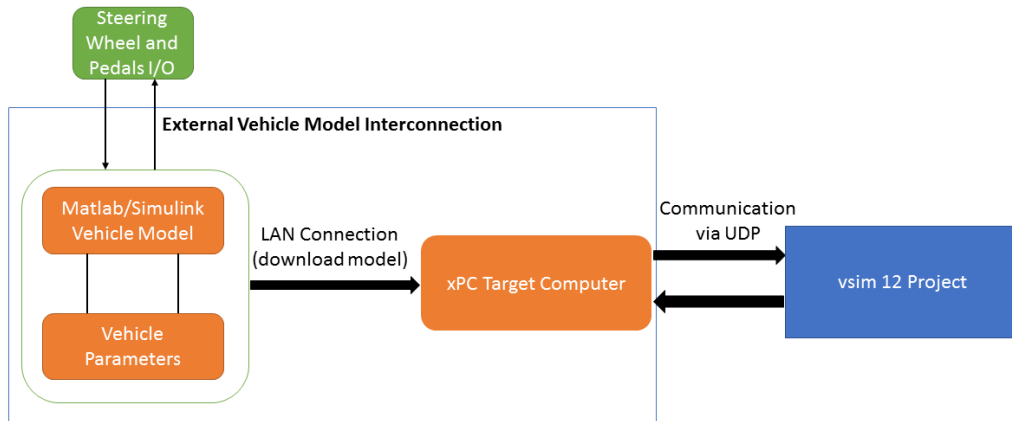 Steering
Wheel and
Pedals I/O
External Vehicle Model Interconnection
Matlab/Simulink
Vehicle Model
LAN Connection
(download model)
xPC Target Computer
Communication
via UDP
vsim 12 Project
Vehicle
Parameters